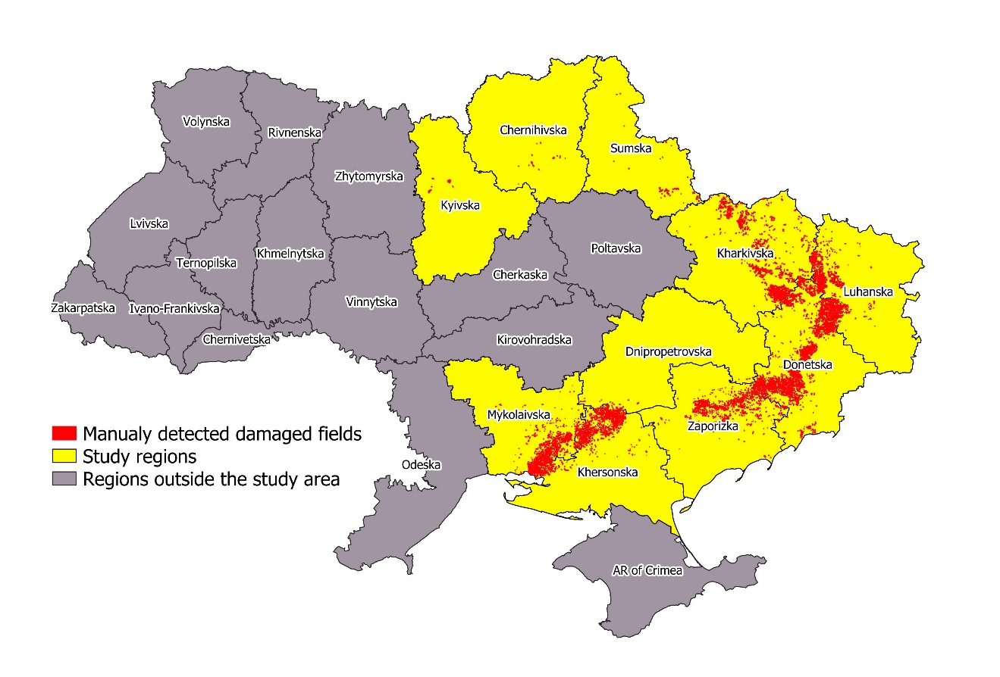 Volynska
Rivnenska
Chernihivska
Sumska
Zhytomyrska
Kyivska
Lvivska
Khmelnytska
Ternopilska
Poltavska
Kharkivska
Cherkaska
Luhanska
Zakarpatska
Ivano-Frankivska
Vinnytska
Chernivetska
Kirovohradska
Dnipropetrovska
Donetska
Mykolaivska
Zaporizka
Odeska
Khersonska
AR of Crimea
Manualy detected damaged fields
Study regions
Regions outside the study area